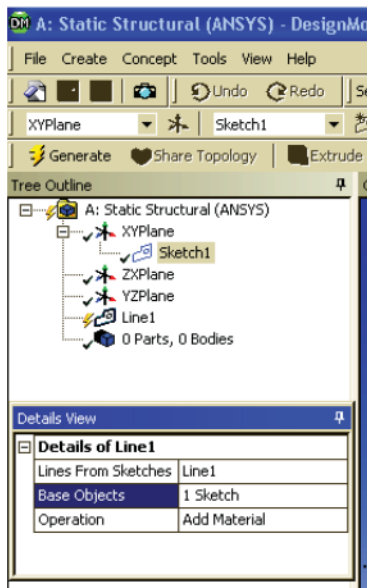 DM A: Static Structural (ANSYS) - DesignMo
File Create Concept Tools View Help
Undo Redo Se
XYPlane Sketch1
Generate Share Topology Extrude
Tree Outline
A: Static Structural (ANSYS)
XYPlane
Sketch1
ZXPlane
YZPlane
Line1
0 Parts, 0 Bodies
Details View
Details of Line1
Lines From Sketches Line1
Base Objects 1 Sketch
Operation Add Material